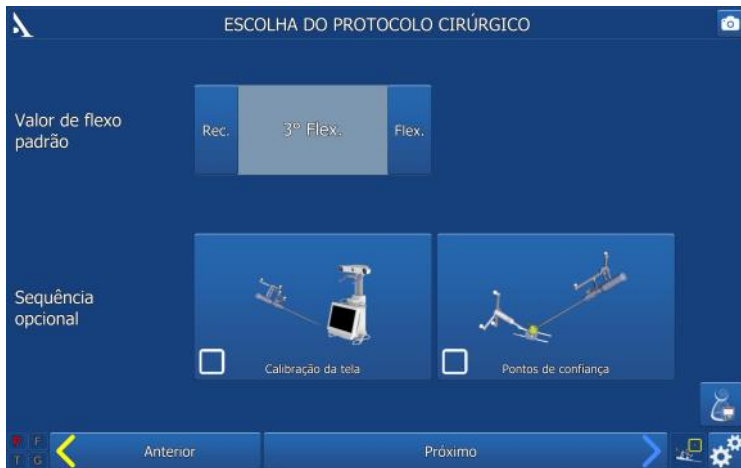 ESCOLHA DO PROTOCOLO CIRÚRGICO
Valor de flexo
padrão
Rec.
3° Flex.
Flex.
Sequência
opcional
Calibração da tela
Pontos de confiança
P F
T G
Anterior
Próximo